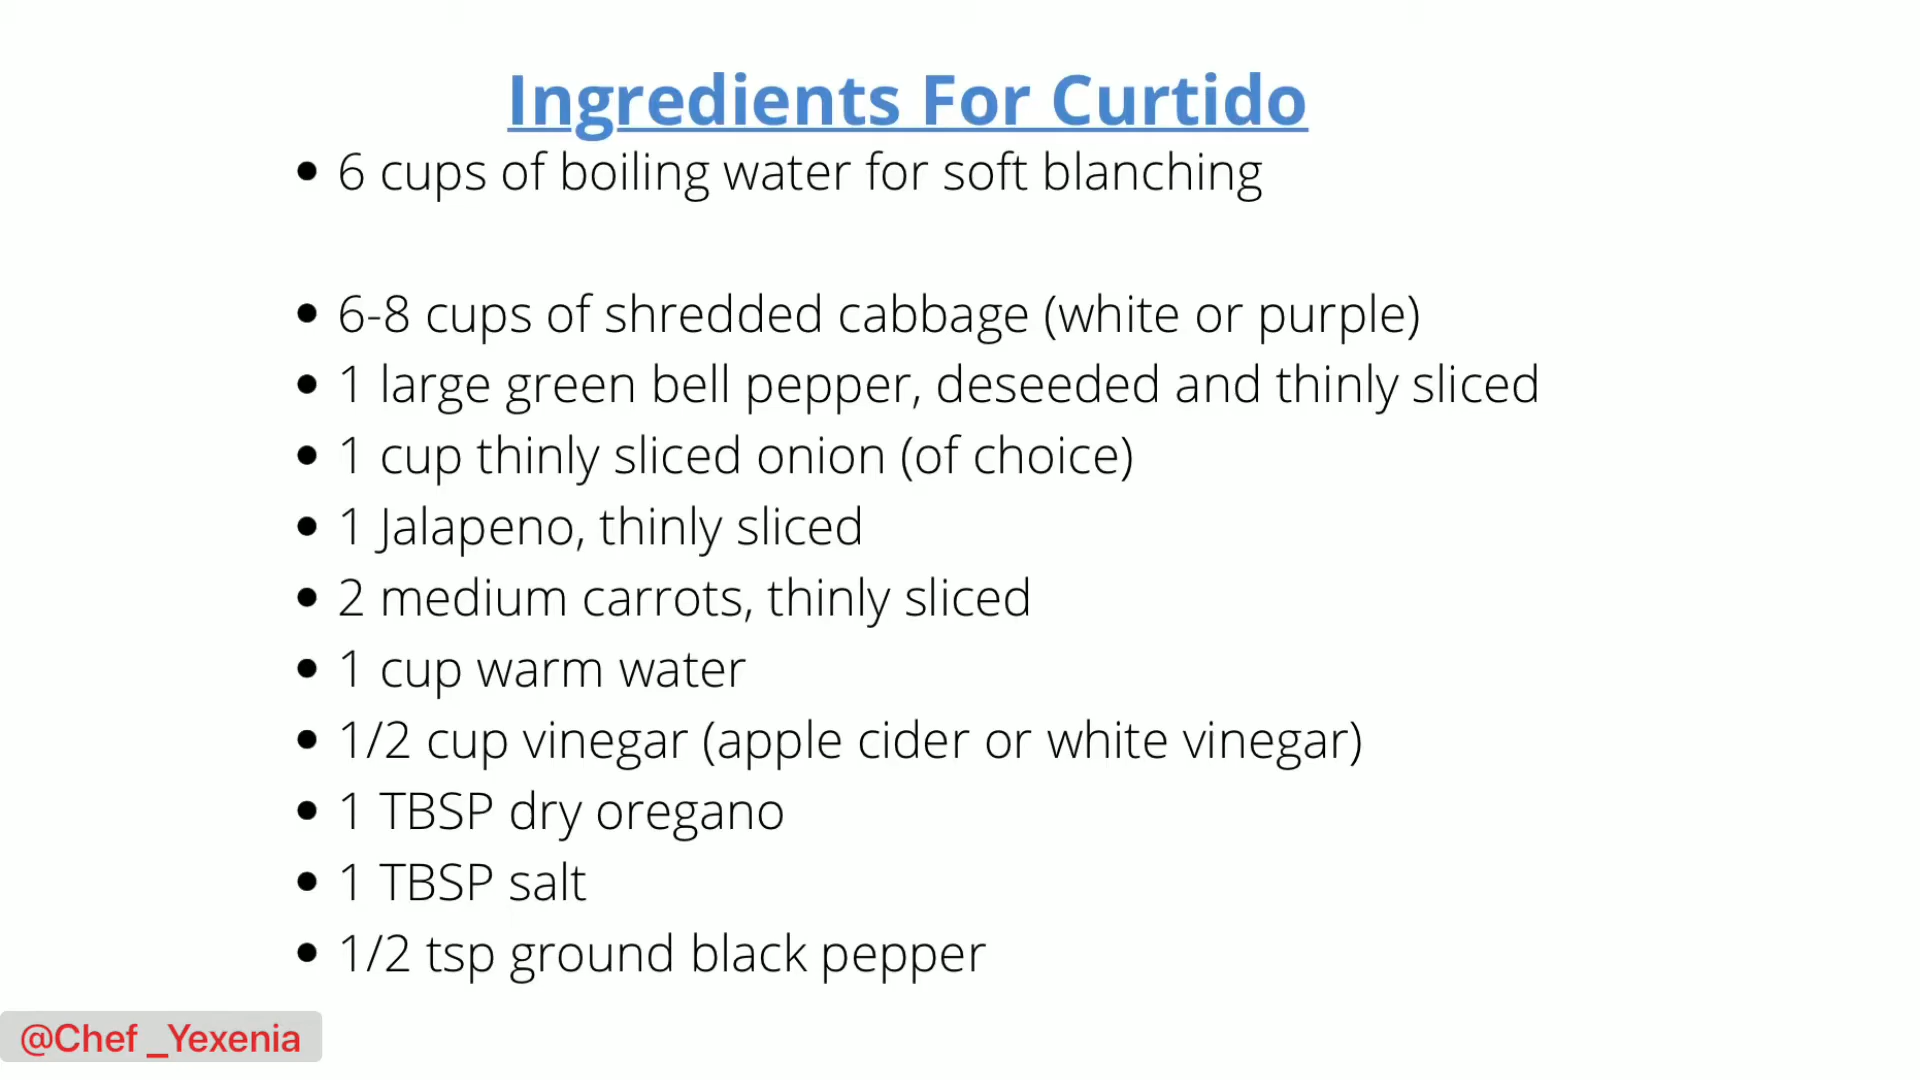 Ingredients For Curtido
• 6 cups of boiling water for soft blanching
• 6-8 cups of shredded cabbage (white or purple)
• 1 large green bell pepper, deseeded and thinly sliced
• 1 cup thinly sliced onion (of choice)
• 1 Jalapeno, thinly sliced
• 2 medium carrots, thinly sliced
• 1 cup warm water
• 1/2 cup vinegar (apple cider or white vinegar)
• 1 TBSP dry oregano
• 1 TBSP salt
• 1/2 tsp ground black pepper
@Chef _Yexenia